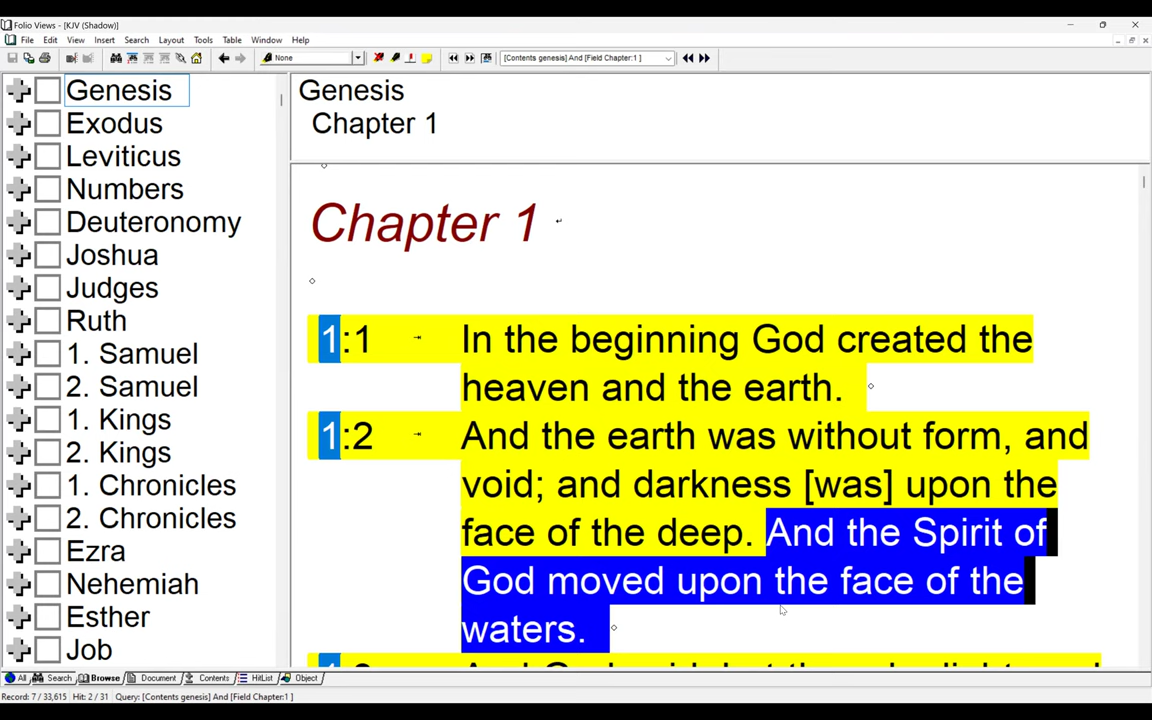 Folio Views - [KJV (Shadow)]
File Edit View Insert Search Layout Tools Table Window Help
None
[Contents genesis] And [Field Chapter:1 ]
Genesis
Exodus
Leviticus
Numbers
Deuteronomy
Joshua
Judges
Ruth
1. Samuel
2. Samuel
1. Kings
2. Kings
1. Chronicles
2. Chronicles
Ezra
Nehemiah
Esther
Job
Genesis
Chapter 1
Chapter 1
1:1 In the beginning God created the
heaven and the earth.
1:2 And the earth was without form, and
void; and darkness [was] upon the
face of the deep. And the Spirit of
God moved upon the face of the
waters.
All Search Browse Document Contents HitList Object
Record: 7 / 33,615 Hit: 2 / 31 Query: [Contents genesis] And [Field Chapter:1 ]